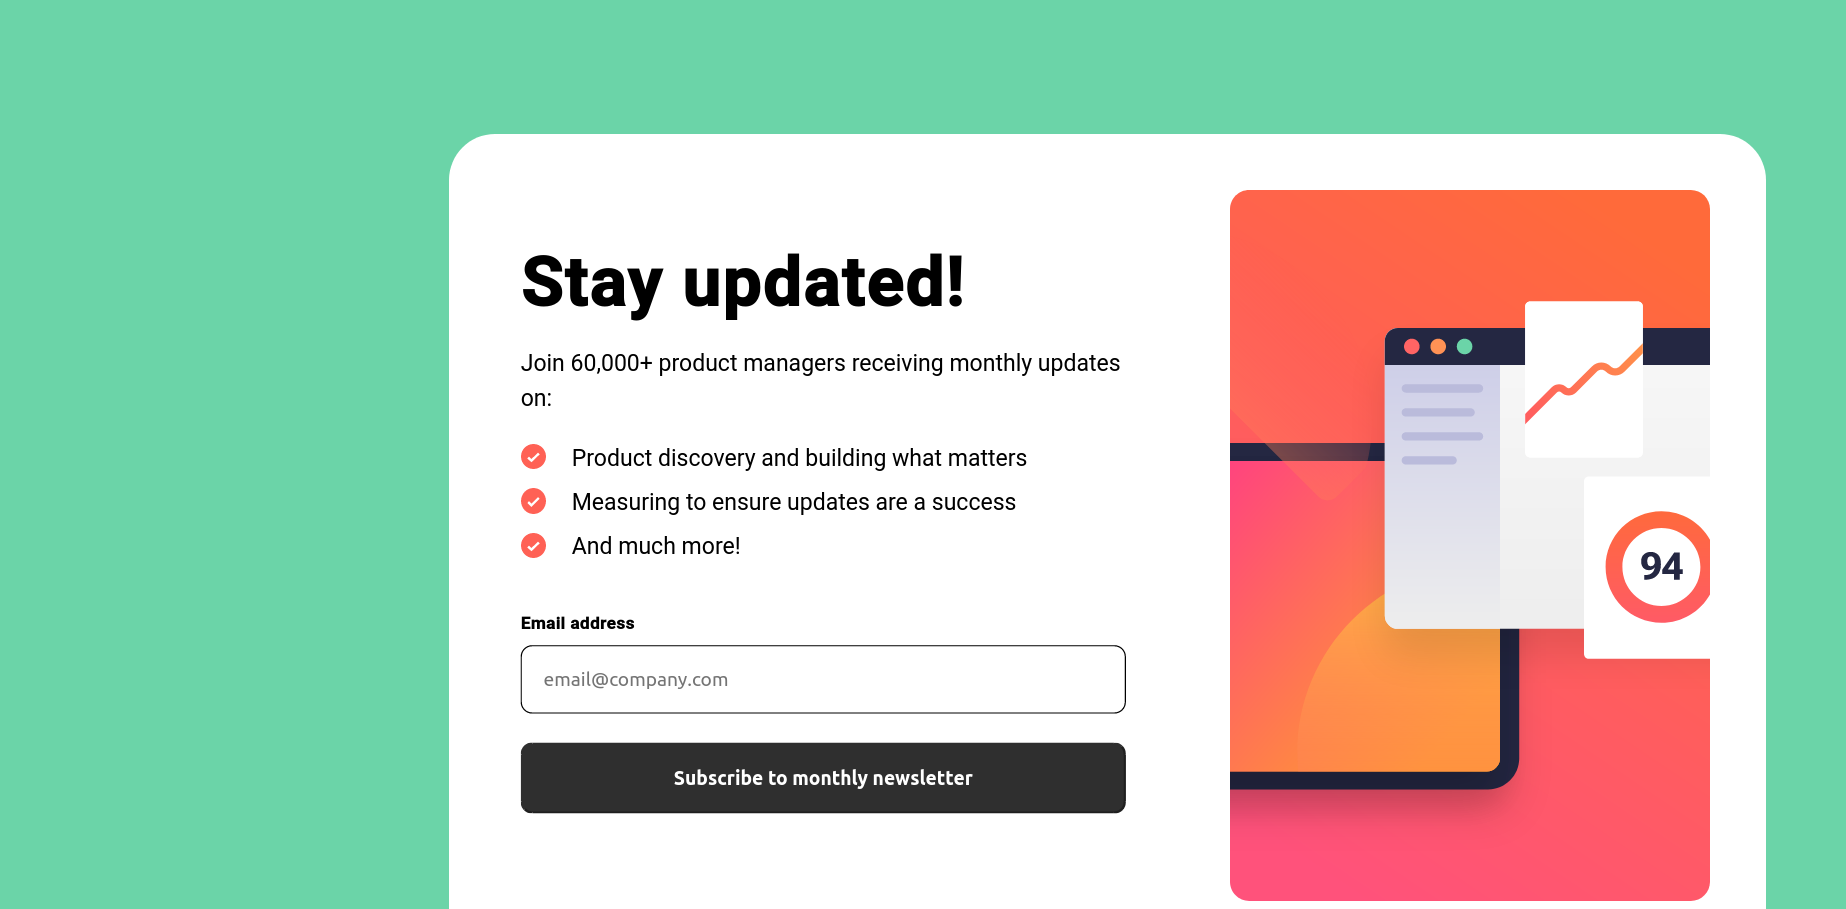 Stay updated!
Join 60,000+ product managers receiving monthly updates
on:
Product discovery and building what matters
Measuring to ensure updates are a success
And much more!
Email address
email@company.com
Subscribe to monthly newsletter
94